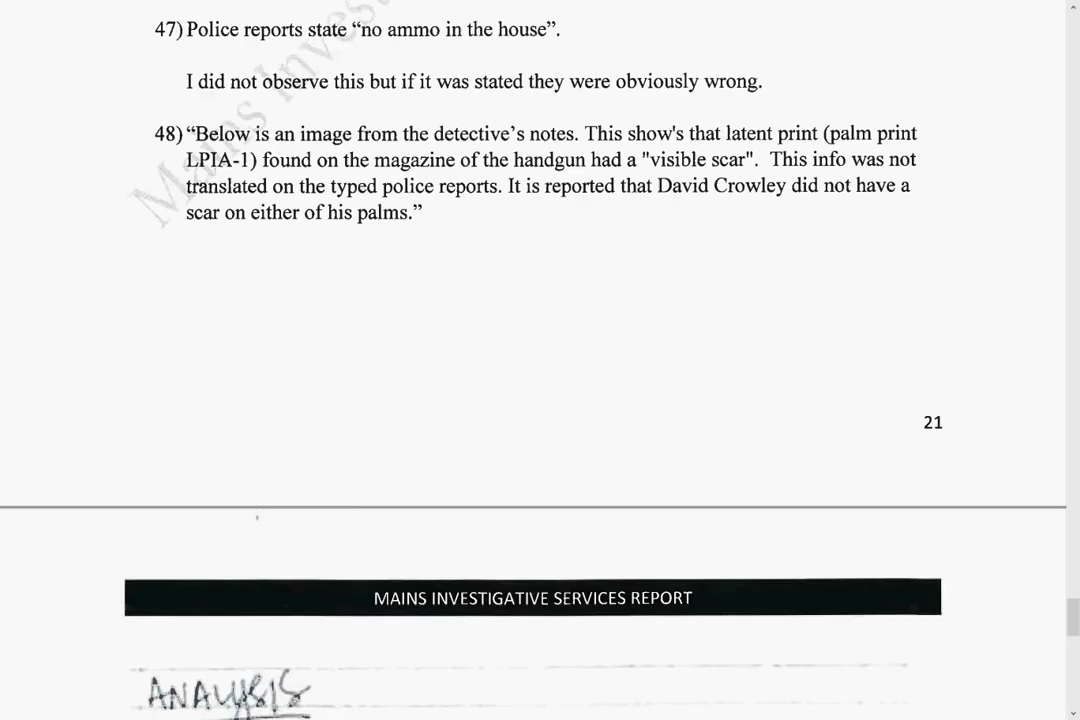 47) Police reports state “no ammo in the house”.
I did not observe this but if it was stated they were obviously wrong.
48) “Below is an image from the detective’s notes. This show's that latent print (palm print
LPIA-1) found on the magazine of the handgun had a "visible scar". This info was not
translated on the typed police reports. It is reported that David Crowley did not have a
scar on either of his palms.”
Mains Investi
21
MAINS INVESTIGATIVE SERVICES REPORT
ANALYSIS